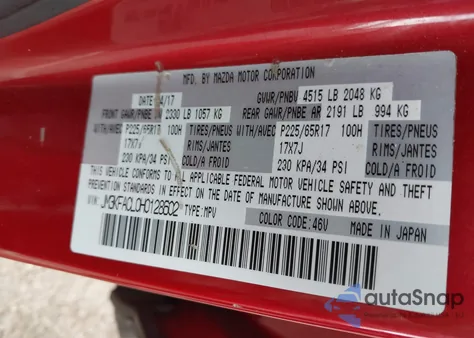 MFD. BY MAZDA MOTOR CORPORATION
DATE 4/17 GVWR/PNBV 4515 LB 2048 KG
FRONT GAWR/PNBE AV 2330 LB 1057 KG REAR GAWR/PNBE AR 2191 LB 994 KG
WITH/AVEC P225/65R17 100H TIRES/PNEUS WITH/AVEC P225/65R17 100H TIRES/PNEUS
17X7J RIMS/JANTES 17X7J RIMS/JANTES
230 KPA/34 PSI COLD/A FROID 230 KPA/34 PSI COLD/A FROID
THIS VEHICLE CONFORMS TO ALL APPLICABLE FEDERAL MOTOR VEHICLE SAFETY AND THEFT
PREVENTION STANDARDS IN EFFECT ON THE DATE OF MANUFACTURE SHOWN ABOVE.
VIN: JM3KFACL0H0128502 TYPE: MPV
COLOR CODE: 46V
MADE IN JAPAN
autoSnap